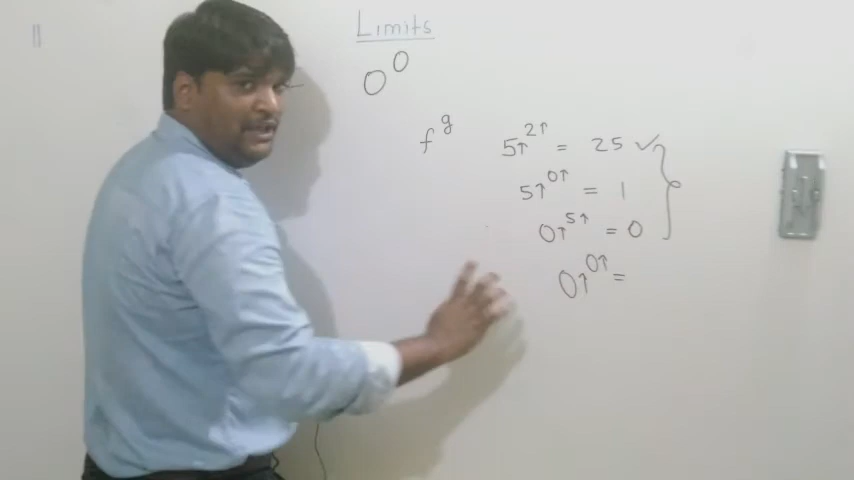 Limits
0⁰
f^g
5↑^2↑ = 25 ✓
5↑^0↑ = 1
0↑^5↑ = 0
0↑^0↑ =